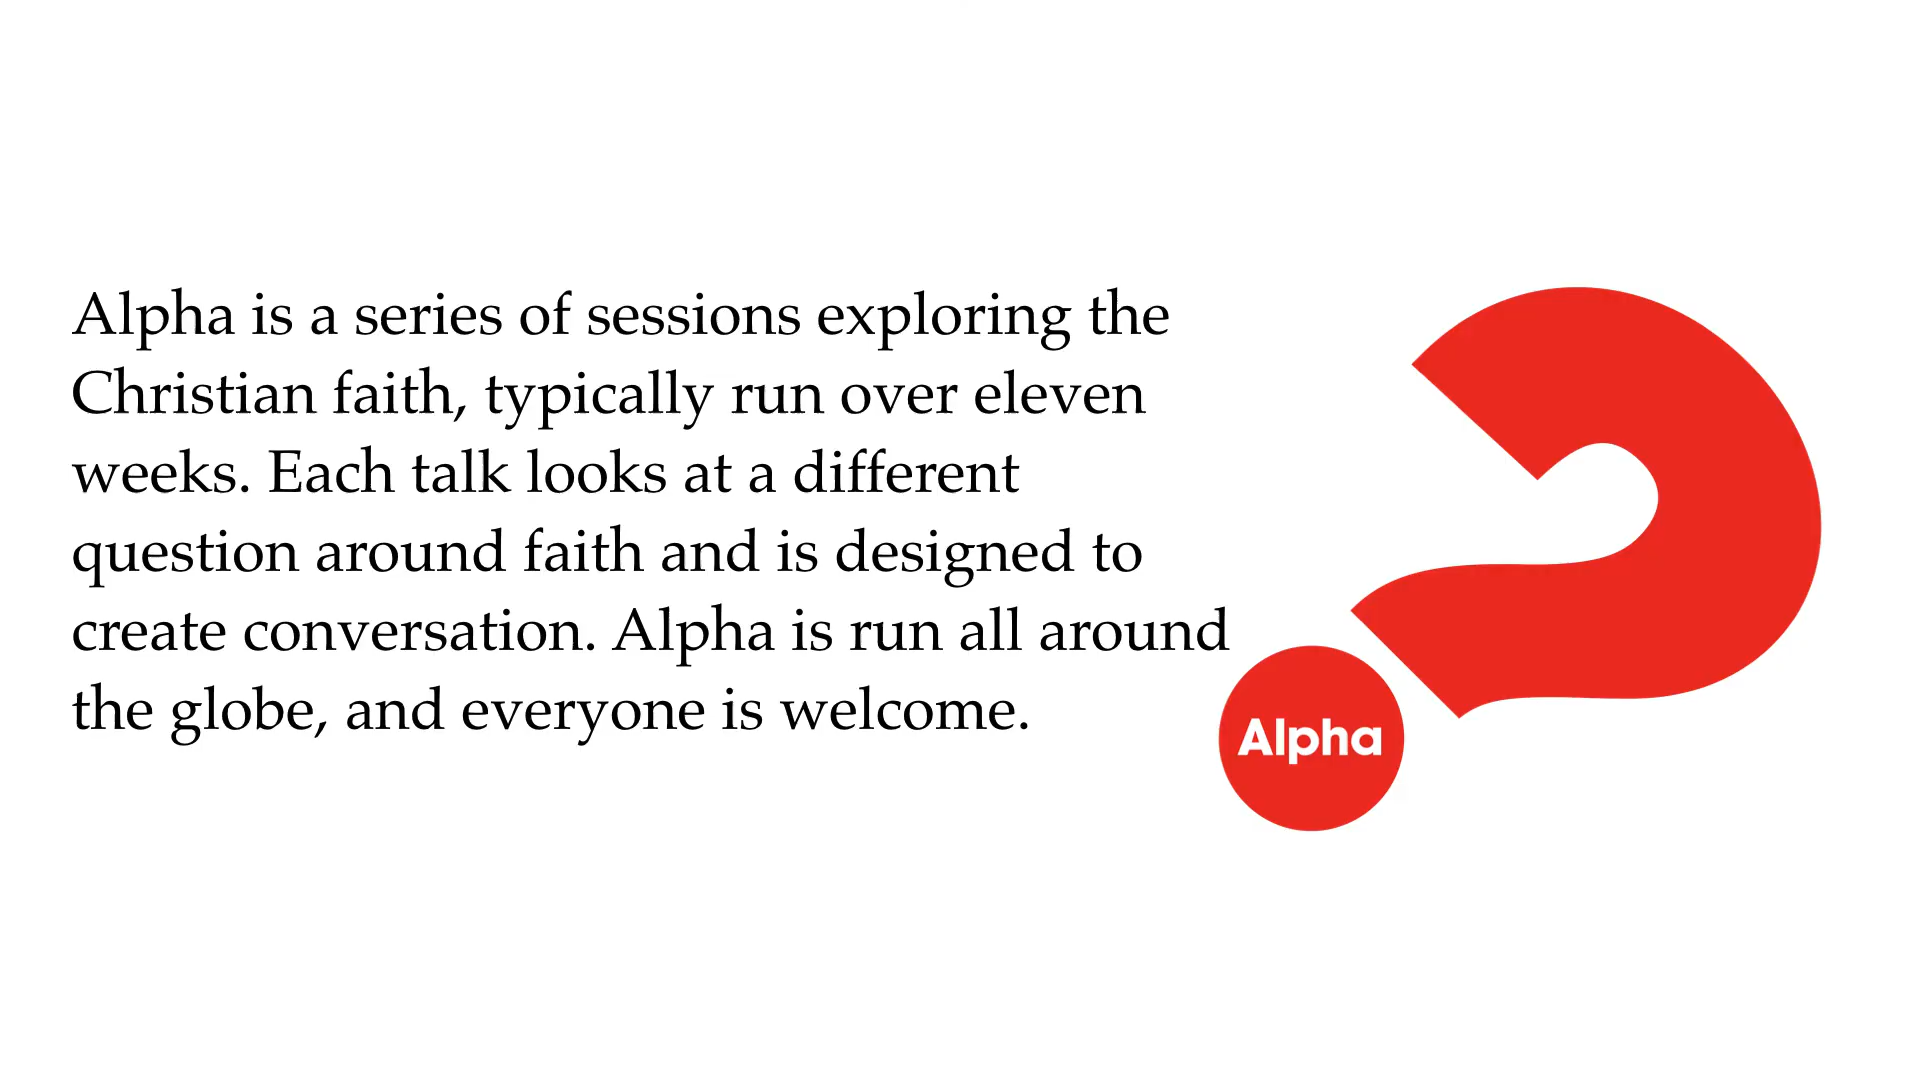 Alpha is a series of sessions exploring the
Christian faith, typically run over eleven
weeks. Each talk looks at a different
question around faith and is designed to
create conversation. Alpha is run all around
the globe, and everyone is welcome.
Alpha